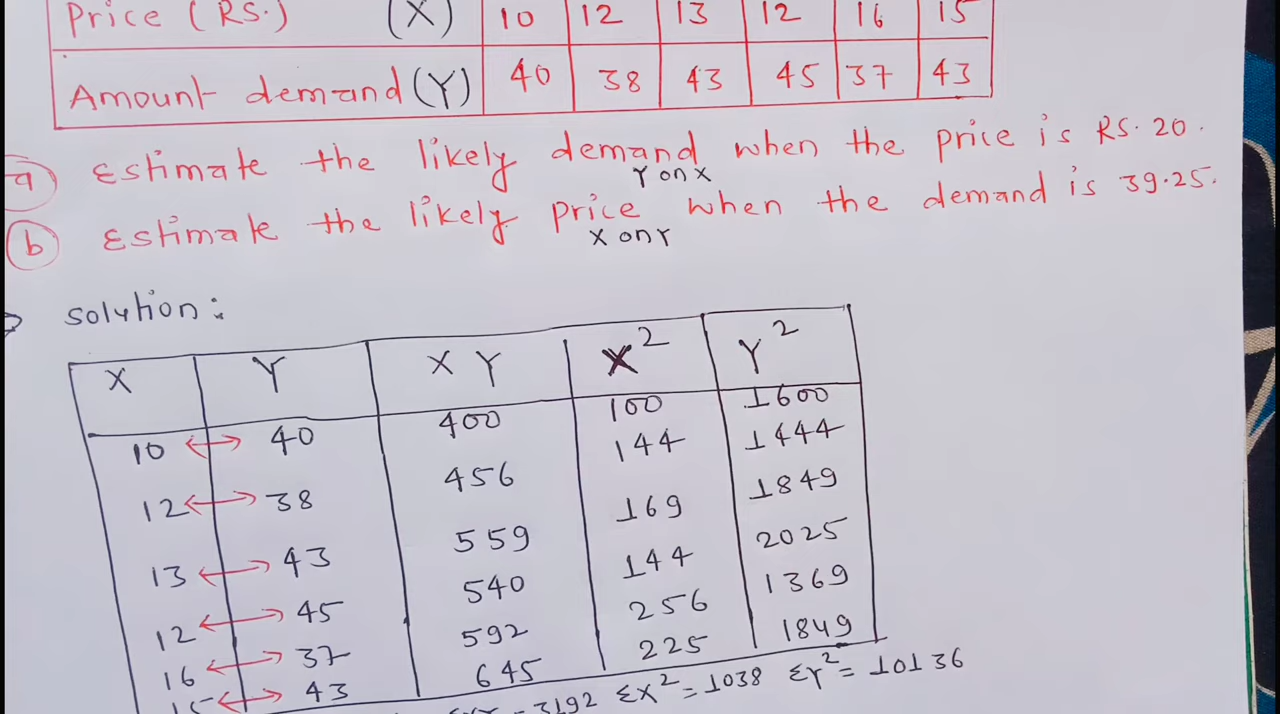 Price (RS.) (X) 10 12 13 12 16 15
Amount demand (Y) 40 38 43 45 37 43
a Estimate the likely demand when the price is RS. 20.
Y on X
b Estimate the likely price when the demand is 39.25.
X on Y
Solution:
X Y XY X² Y²
10 40 400 100 1600
12 38 456 144 1444
13 43 559 169 1849
12 45 540 144 2025
16 37 592 256 1369
15 43 645 225 1849
= 3192 ΣX² = 1038 ΣY² = 10136